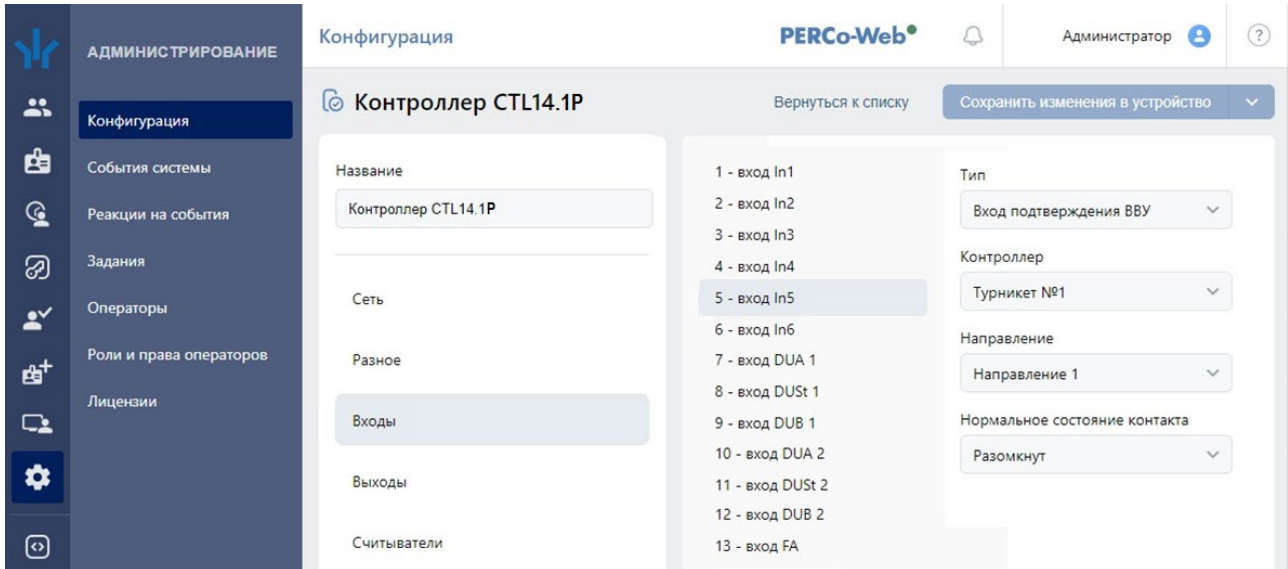 АДМИНИСТРИРОВАНИЕ
Конфигурация
События системы
Реакции на события
Задания
Операторы
Роли и права операторов
Лицензии
Конфигурация
PERCo-Web
Администратор
?
Контроллер CTL14.1P
Вернуться к списку
Сохранить изменения в устройство
Название
Контроллер CTL14.1P
Сеть
Разное
Входы
Выходы
Считыватели
1 - вход In1
2 - вход In2
3 - вход In3
4 - вход In4
5 - вход In5
6 - вход In6
7 - вход DUA 1
8 - вход DUSt 1
9 - вход DUB 1
10 - вход DUA 2
11 - вход DUSt 2
12 - вход DUB 2
13 - вход FA
Тип
Вход подтверждения ВВУ
Контроллер
Турникет №1
Направление
Направление 1
Нормальное состояние контакта
Разомкнут